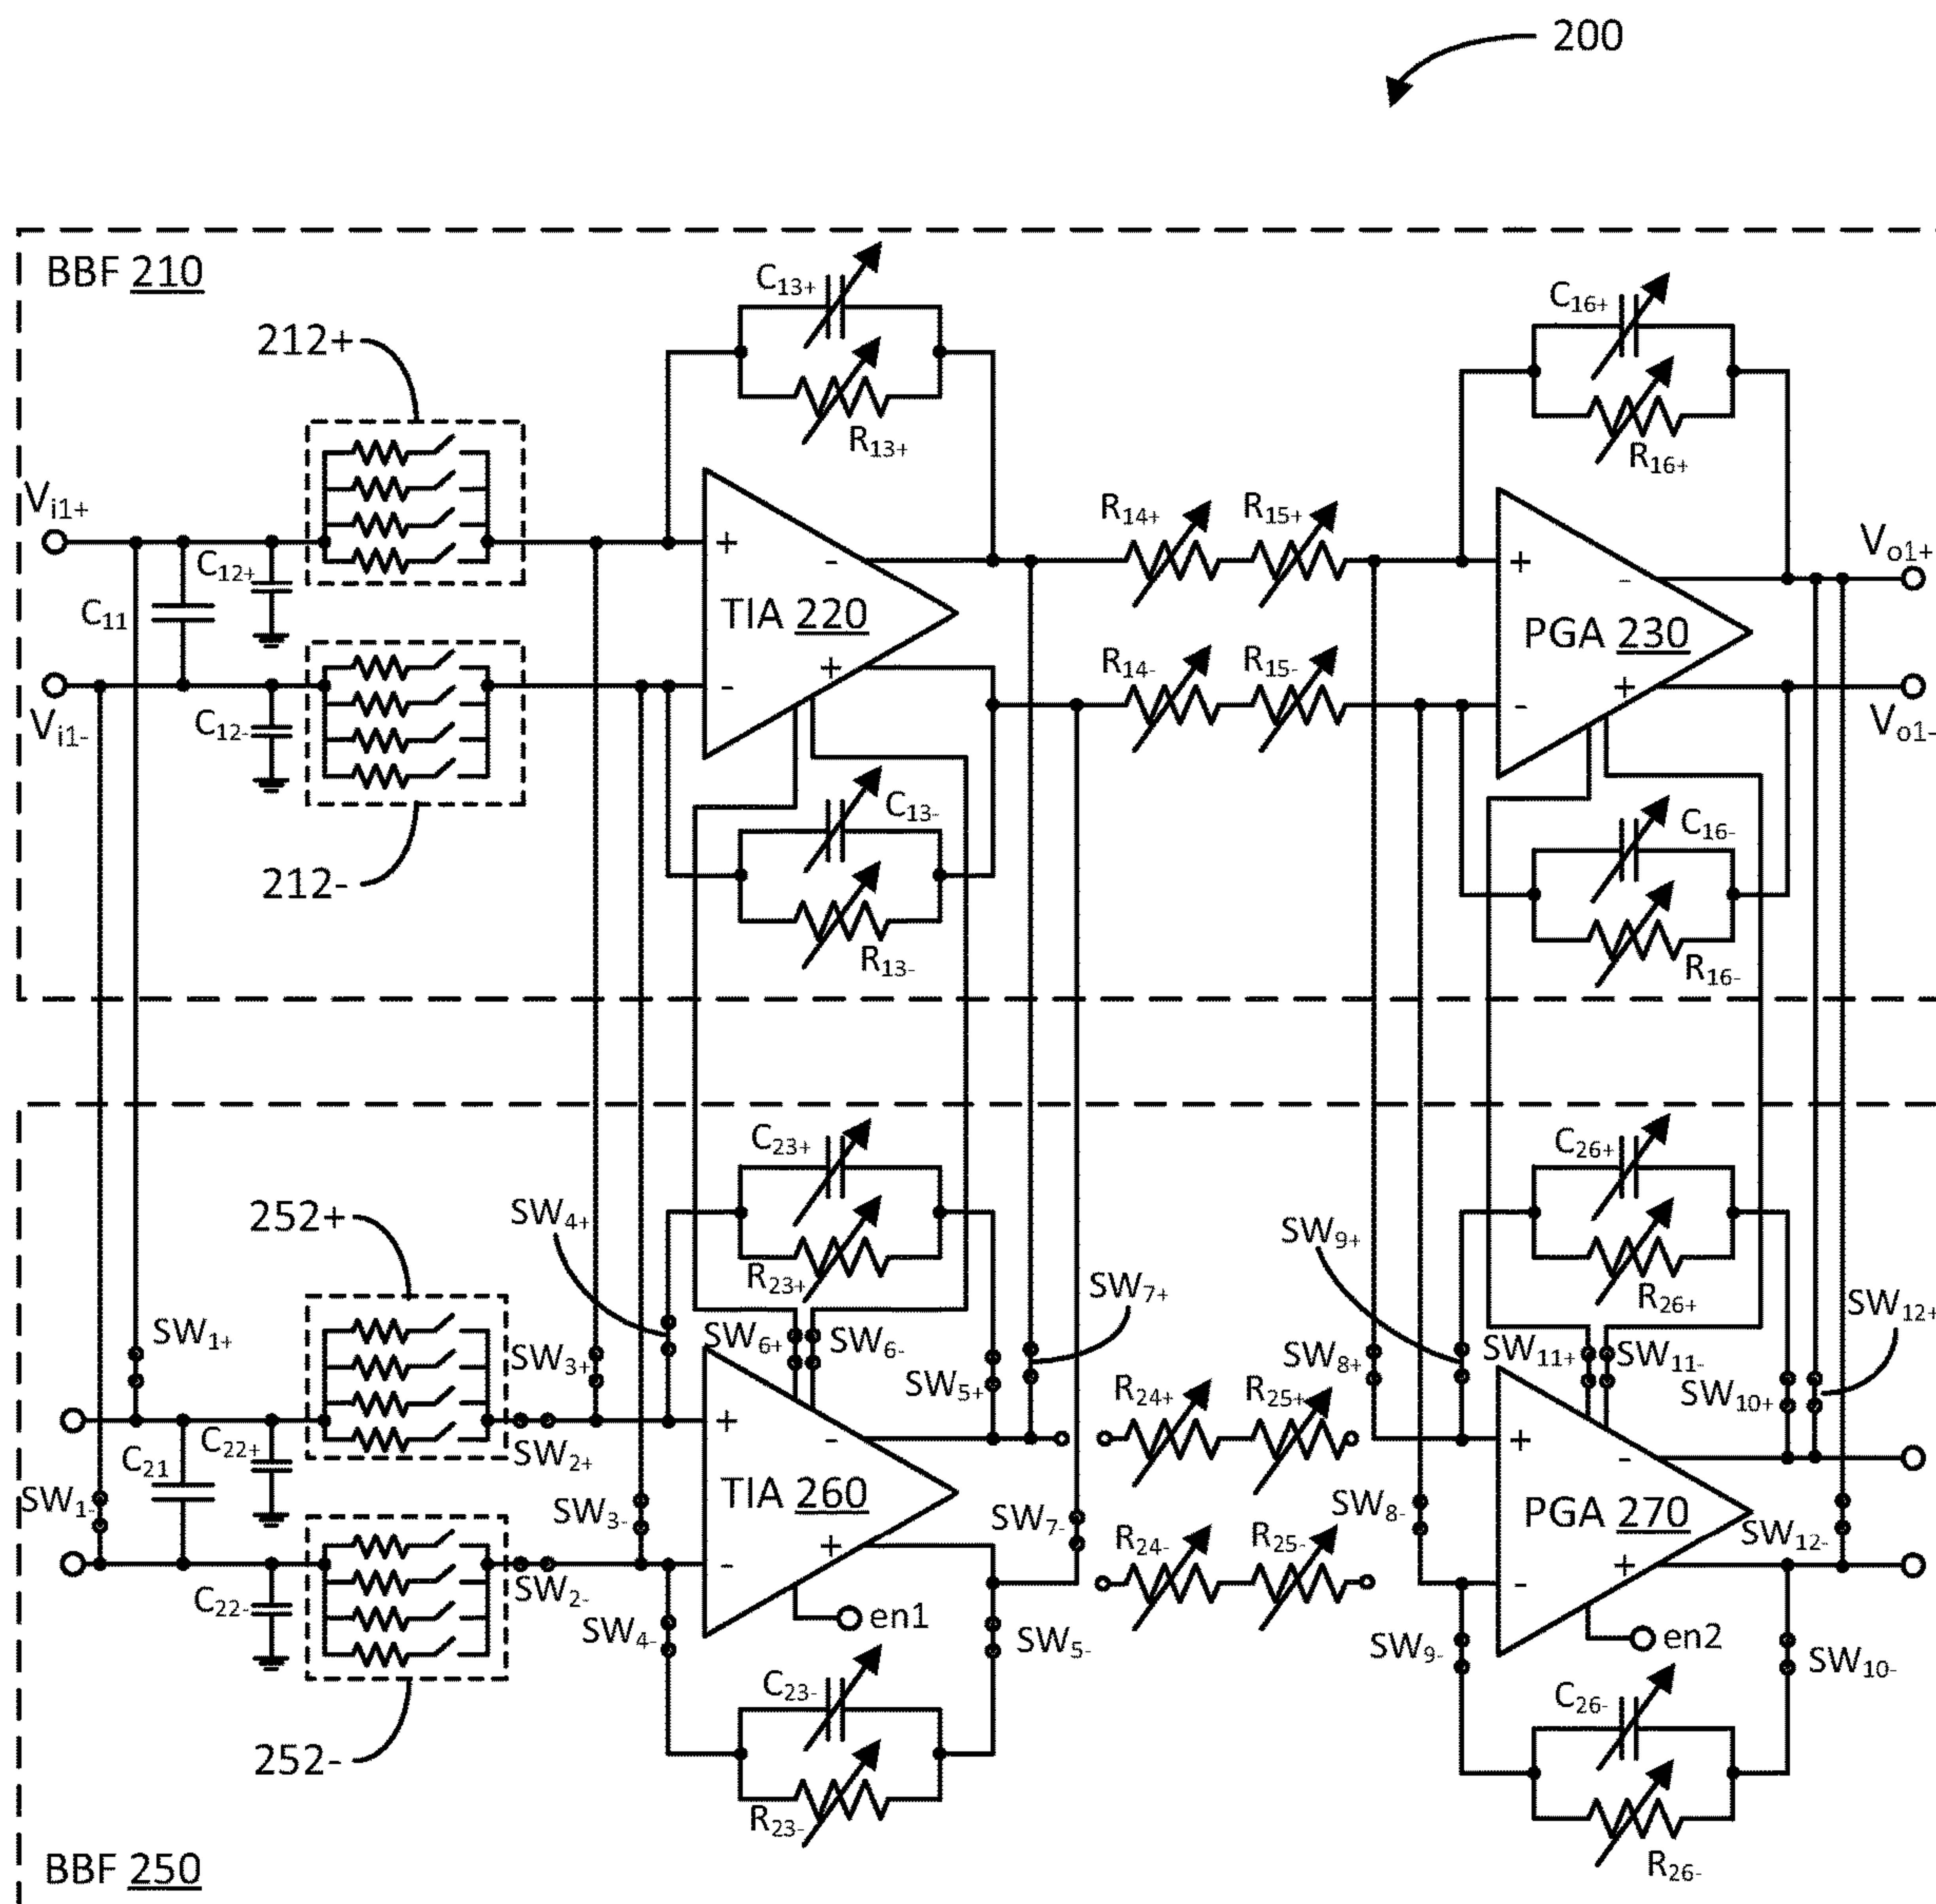 200
BBF 210
C13+
C16+
212+
R13+
R16+
Vi1+
C12+
R14+
R15+
Vo1+
+
-
+
-
C11
TIA 220
PGA 230
R14-
R15-
Vi1-
C12-
-
+
-
+
Vo1-
C13-
C16-
212-
R13-
R16-
C23+
C26+
252+
SW4+
SW9+
R23+
SW7+
R26+
SW12+
SW1+
SW3+
SW6+
SW6-
SW8+
SW11+
SW11-
SW5+
R24+
R25+
SW10+
C22+
C21
SW2+
+
-
+
-
SW1-
SW3-
TIA 260
SW7-
SW8-
PGA 270
SW12-
R24-
R25-
C22-
SW2-
-
+
-
+
SW4-
en1
SW5-
SW9-
en2
SW10-
C23-
C26-
252-
R23-
R26-
BBF 250